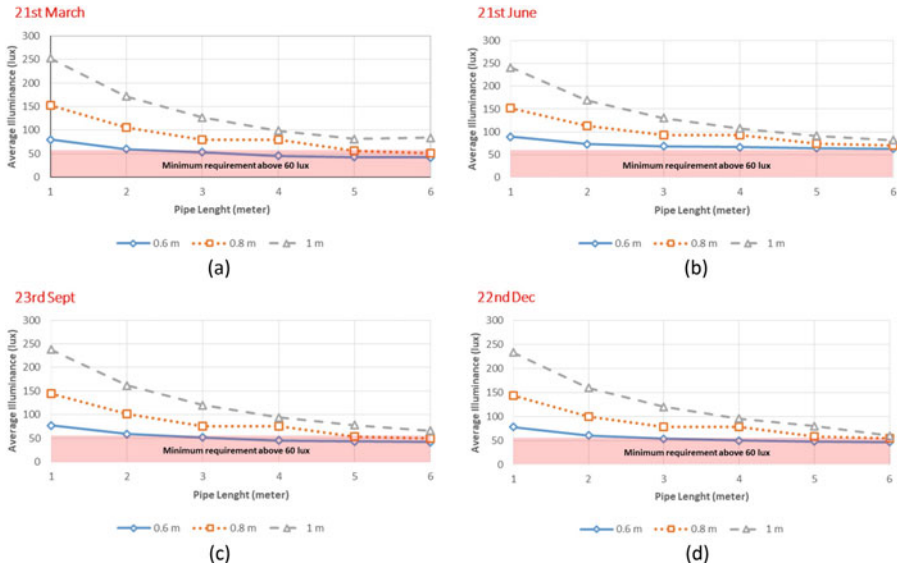 21st March
Average Illuminance (lux)
300
250
200
150
100
50
0
Minimum requirement above 60 lux
1 2 3 4 5 6
Pipe Lenght (meter)
0.6 m 0.8 m 1 m
(a)
21st June
Average Illuminance (lux)
300
250
200
150
100
50
0
Minimum requirement above 60 lux
1 2 3 4 5 6
Pipe Lenght (meter)
0.6 m 0.8 m 1 m
(b)
23rd Sept
Average Illuminance (lux)
300
250
200
150
100
50
0
Minimum requirement above 60 lux
1 2 3 4 5 6
Pipe Lenght (meter)
0.6 m 0.8 m 1 m
(c)
22nd Dec
Average Illuminance (lux)
300
250
200
150
100
50
0
Minimum requirement above 60 lux
1 2 3 4 5 6
Pipe Lenght (meter)
0.6 m 0.8 m 1 m
(d)